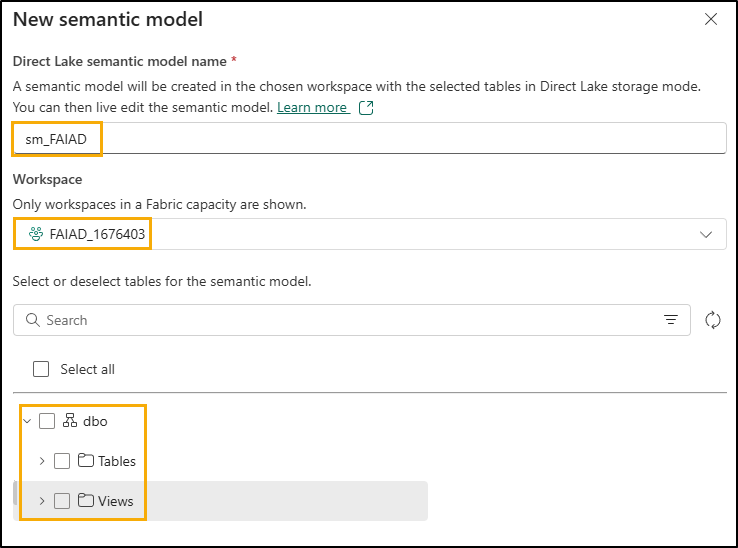 New semantic model
Direct Lake semantic model name *
A semantic model will be created in the chosen workspace with the selected tables in Direct Lake storage mode.
You can then live edit the semantic model. Learn more
sm_FAIAD
Workspace
Only workspaces in a Fabric capacity are shown.
FAIAD_1676403
Select or deselect tables for the semantic model.
Search
Select all
dbo
Tables
Views